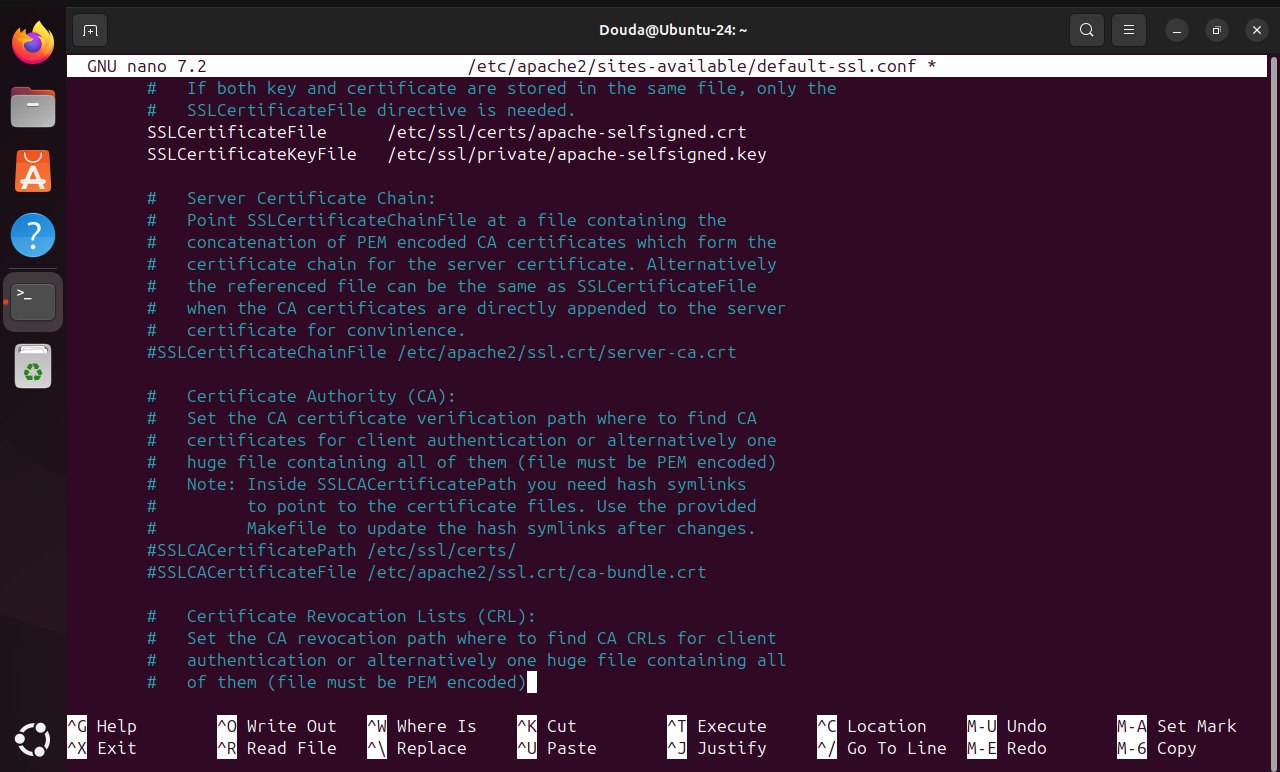 Douda@Ubuntu-24: ~
GNU nano 7.2 /etc/apache2/sites-available/default-ssl.conf *
# If both key and certificate are stored in the same file, only the
# SSLCertificateFile directive is needed.
SSLCertificateFile /etc/ssl/certs/apache-selfsigned.crt
SSLCertificateKeyFile /etc/ssl/private/apache-selfsigned.key
# Server Certificate Chain:
# Point SSLCertificateChainFile at a file containing the
# concatenation of PEM encoded CA certificates which form the
# certificate chain for the server certificate. Alternatively
# the referenced file can be the same as SSLCertificateFile
# when the CA certificates are directly appended to the server
# certificate for convinience.
#SSLCertificateChainFile /etc/apache2/ssl.crt/server-ca.crt
# Certificate Authority (CA):
# Set the CA certificate verification path where to find CA
# certificates for client authentication or alternatively one
# huge file containing all of them (file must be PEM encoded)
# Note: Inside SSLCACertificatePath you need hash symlinks
# to point to the certificate files. Use the provided
# Makefile to update the hash symlinks after changes.
#SSLCACertificatePath /etc/ssl/certs/
#SSLCACertificateFile /etc/apache2/ssl.crt/ca-bundle.crt
# Certificate Revocation Lists (CRL):
# Set the CA revocation path where to find CA CRLs for client
# authentication or alternatively one huge file containing all
# of them (file must be PEM encoded)
^G Help ^O Write Out ^W Where Is ^K Cut ^T Execute ^C Location M-U Undo M-A Set Mark
^X Exit ^R Read File ^\ Replace ^U Paste ^J Justify ^/ Go To Line M-E Redo M-6 Copy